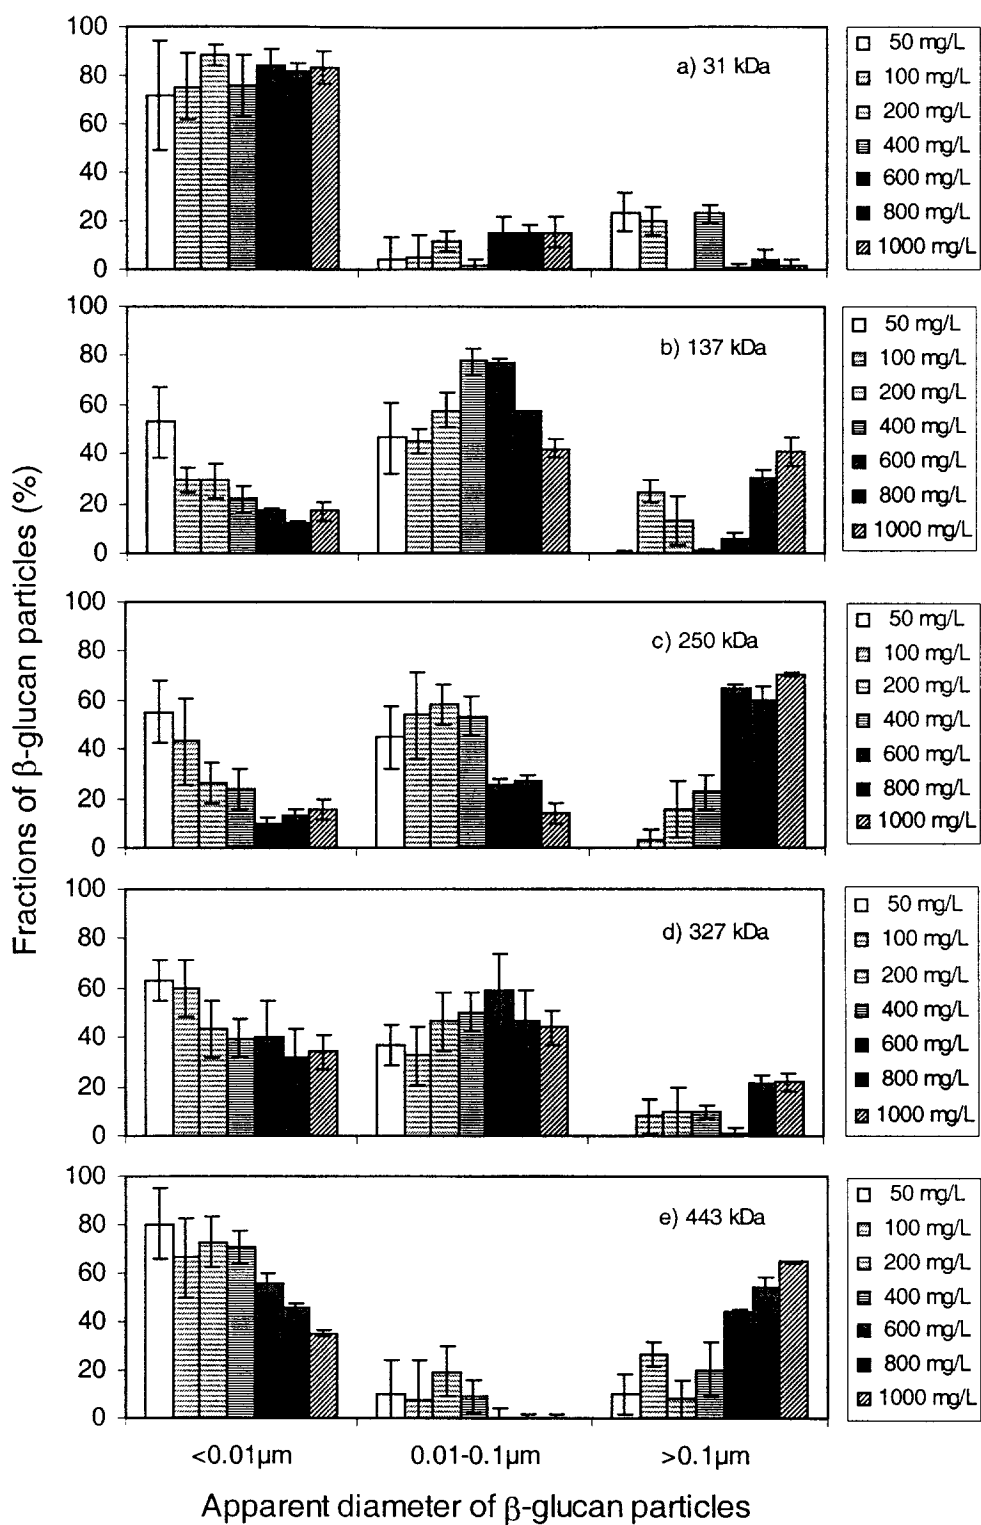 Fractions of β-glucan particles (%)
100
80
60
40
20
0
a) 31 kDa
50 mg/L
100 mg/L
200 mg/L
400 mg/L
600 mg/L
800 mg/L
1000 mg/L
100
80
60
40
20
0
b) 137 kDa
50 mg/L
100 mg/L
200 mg/L
400 mg/L
600 mg/L
800 mg/L
1000 mg/L
100
80
60
40
20
0
c) 250 kDa
50 mg/L
100 mg/L
200 mg/L
400 mg/L
600 mg/L
800 mg/L
1000 mg/L
100
80
60
40
20
0
d) 327 kDa
50 mg/L
100 mg/L
200 mg/L
400 mg/L
600 mg/L
800 mg/L
1000 mg/L
100
80
60
40
20
0
e) 443 kDa
50 mg/L
100 mg/L
200 mg/L
400 mg/L
600 mg/L
800 mg/L
1000 mg/L
<0.01µm
0.01-0.1µm
>0.1µm
Apparent diameter of β-glucan particles